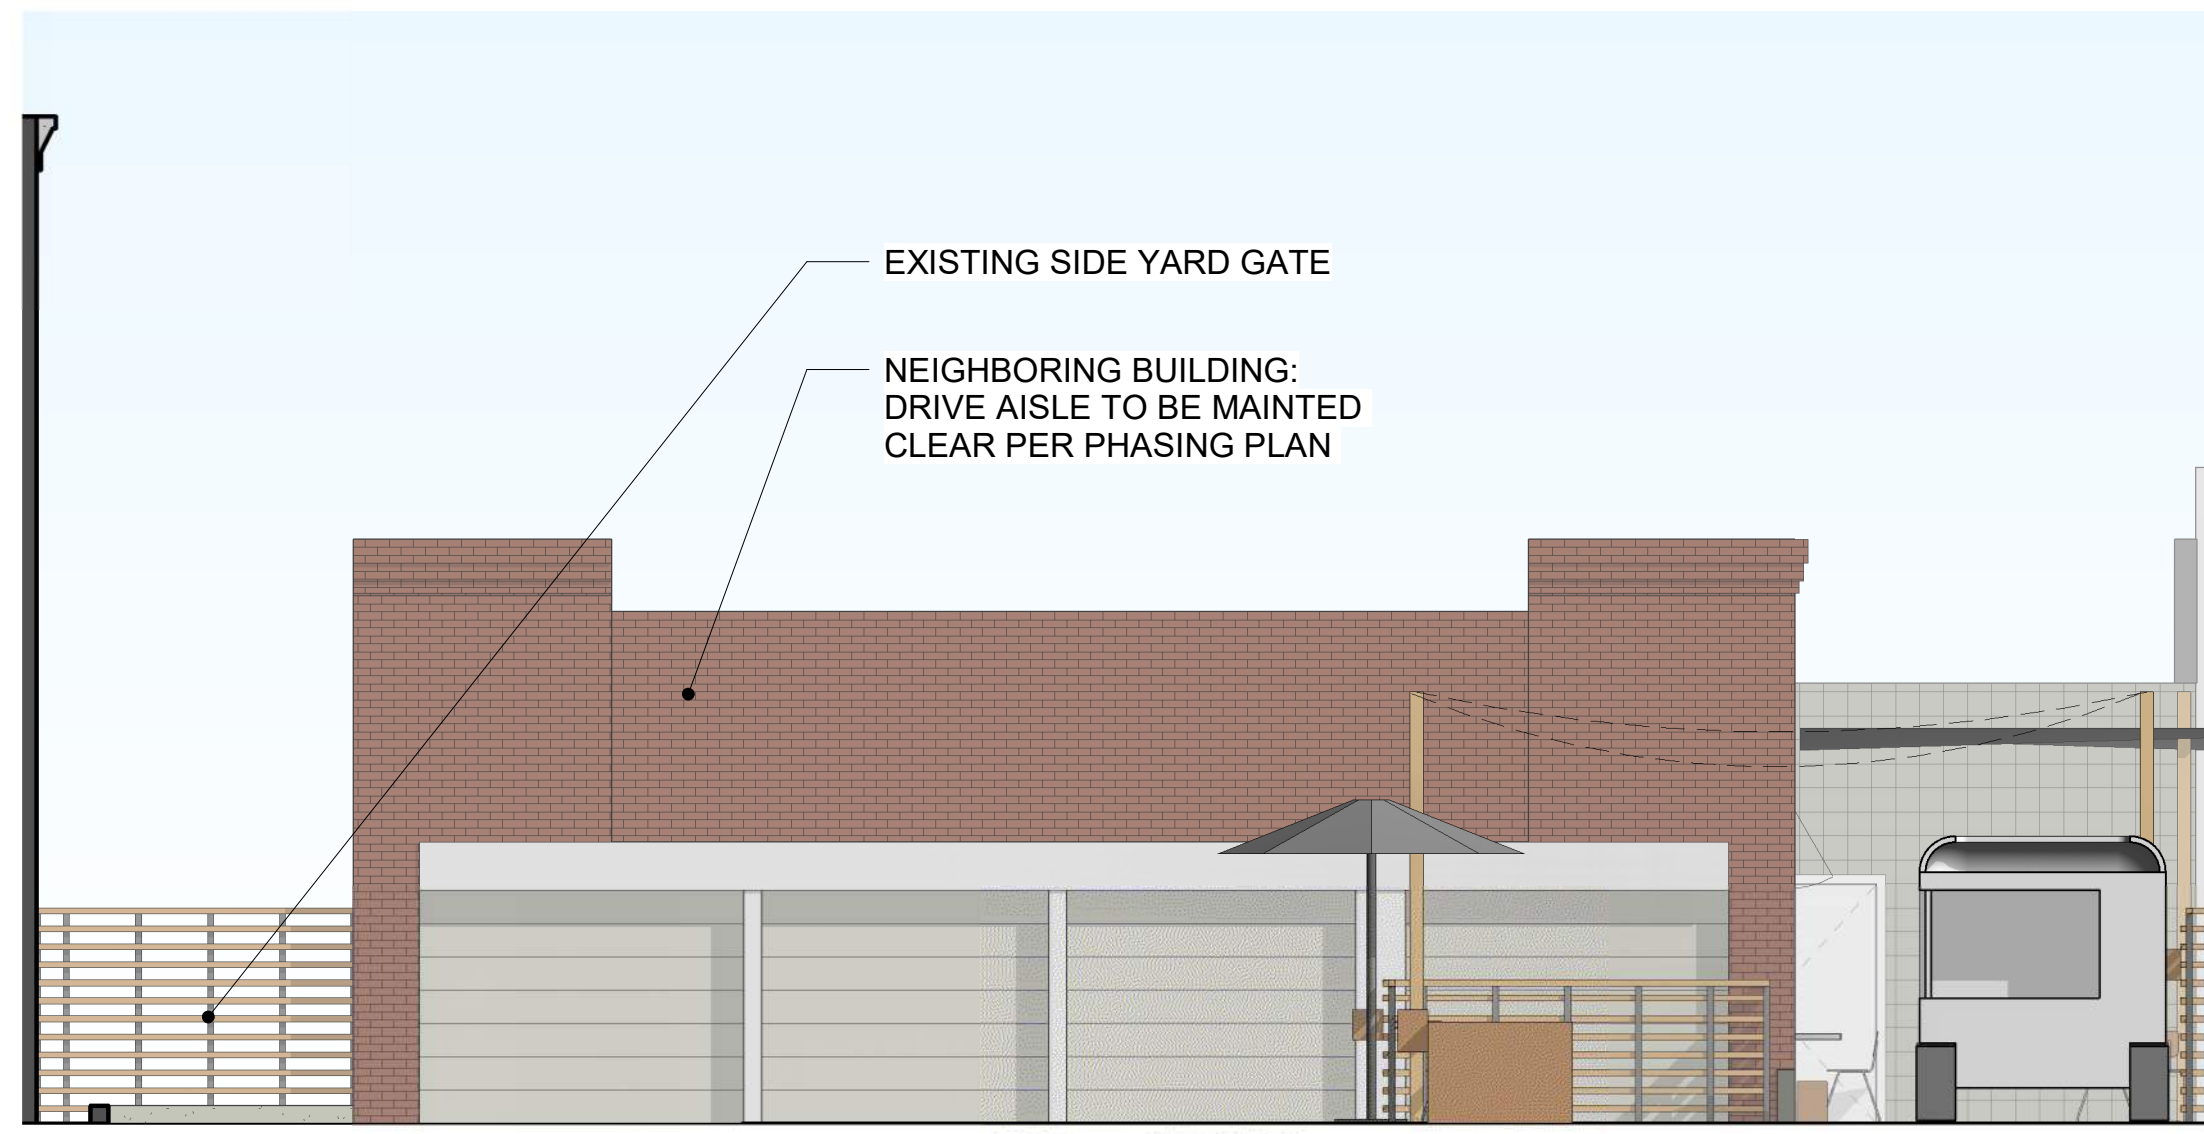 EXISTING SIDE YARD GATE
NEIGHBORING BUILDING:
DRIVE AISLE TO BE MAINTED
CLEAR PER PHASING PLAN